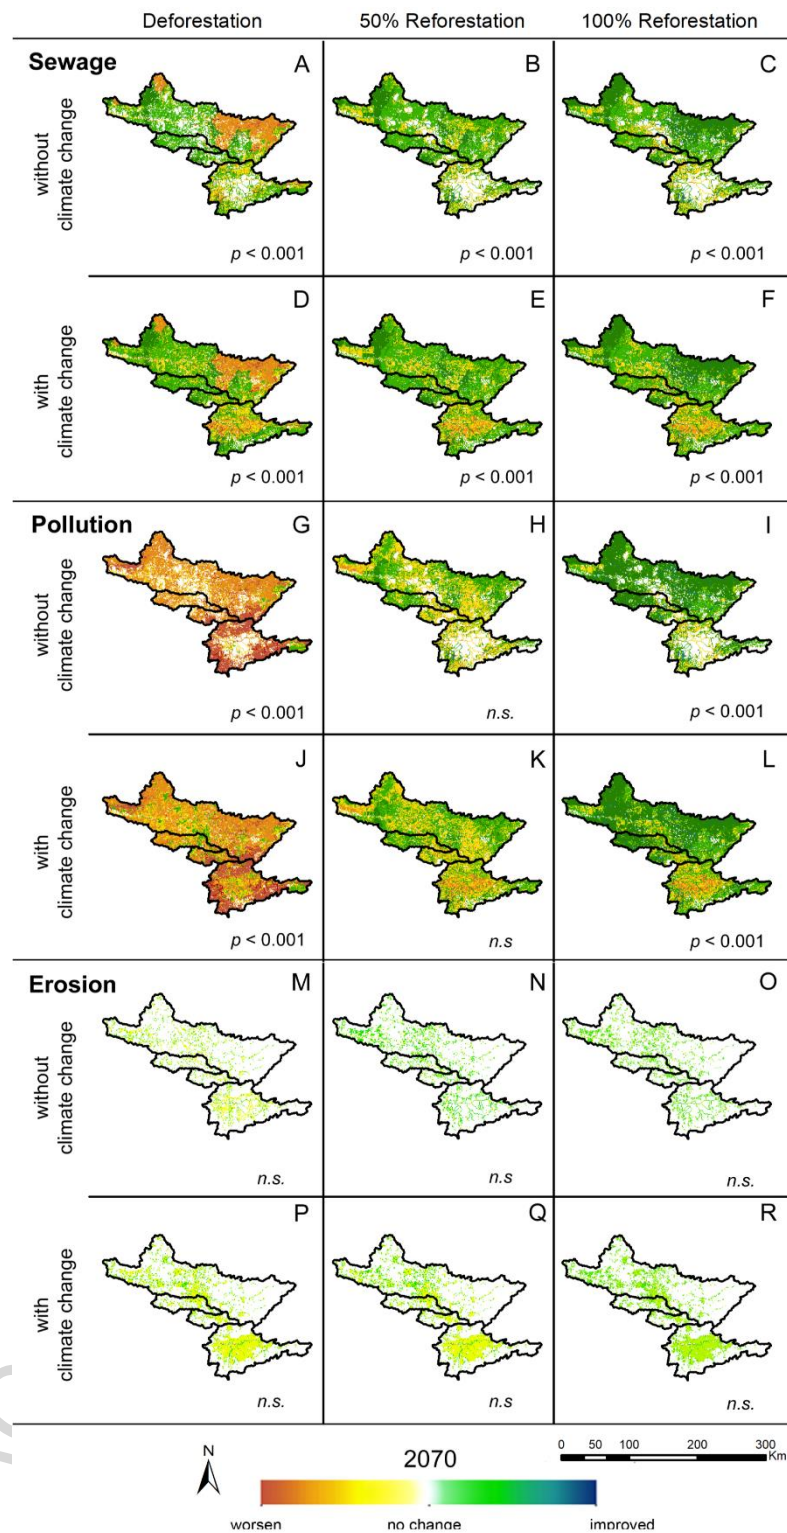 Deforestation 50% Reforestation 100% Reforestation
Sewage
A B C
without
climate change
p < 0.001 p < 0.001 p < 0.001
D E F
with
climate change
p < 0.001 p < 0.001 p < 0.001
Pollution
G H I
without
climate change
p < 0.001 n.s. p < 0.001
J K L
with
climate change
p < 0.001 n.s p < 0.001
Erosion
M N O
without
climate change
n.s. n.s n.s.
P Q R
with
climate change
n.s. n.s n.s.
N
2070
0 50 100 200 300
Km
worsen no change improved